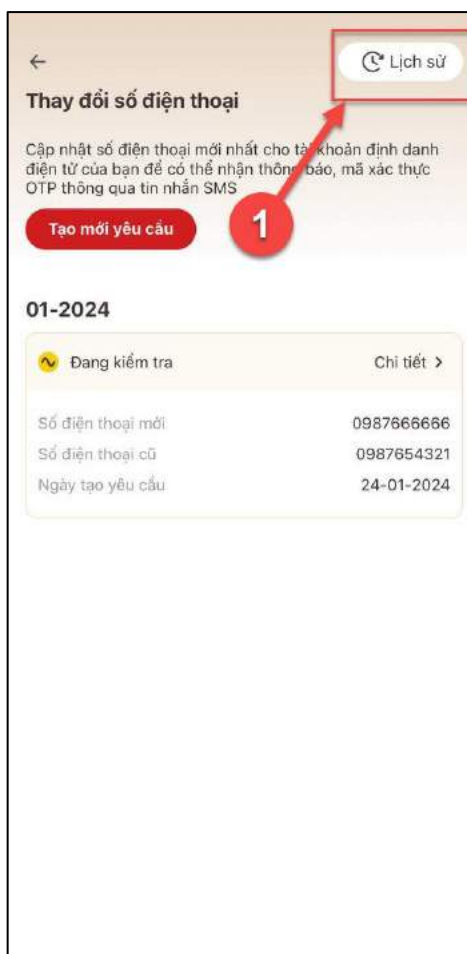 Lịch sử
Thay đổi số điện thoại
Cập nhật số điện thoại mới nhất cho tài khoản định danh
điện tử của bạn để có thể nhận thông báo, mã xác thực
OTP thông qua tin nhắn SMS
Tạo mới yêu cầu
1
01-2024
Đang kiểm tra Chi tiết >
Số điện thoại mới 0987666666
Số điện thoại cũ 0987654321
Ngày tạo yêu cầu 24-01-2024